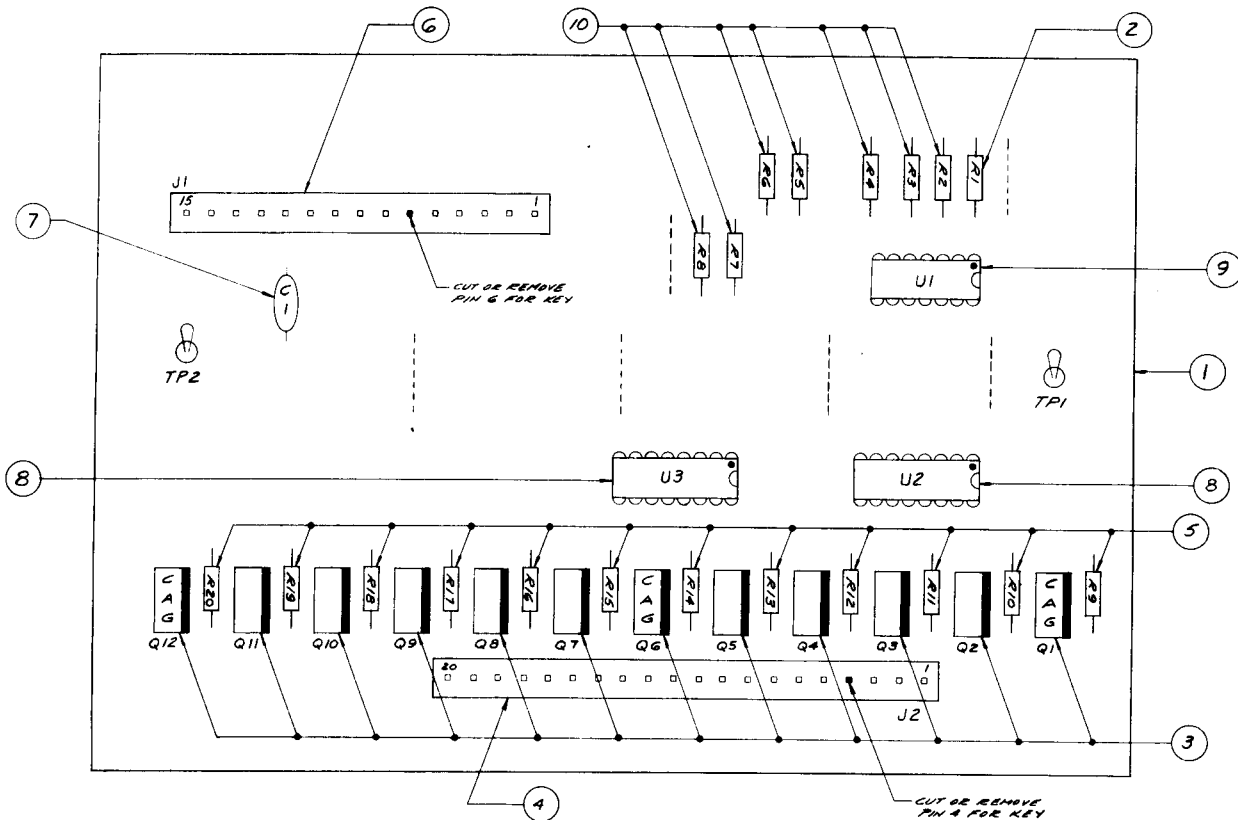 10
6
2
R6
R5
R4
R3
R2
R1
J1
15
1
R8
R7
7
U1
9
CUT OR REMOVE
PIN 6 FOR KEY
C
1
TP2
TP1
1
8
U3
U2
8
5
CAG
R20
R19
R18
R17
R16
R15
CAG
R14
R13
R12
R11
R10
CAG
R9
Q12
Q11
Q10
Q9
Q8
Q7
Q6
Q5
Q4
Q3
Q2
Q1
20
1
J2
3
4
CUT OR REMOVE
PIN 4 FOR KEY